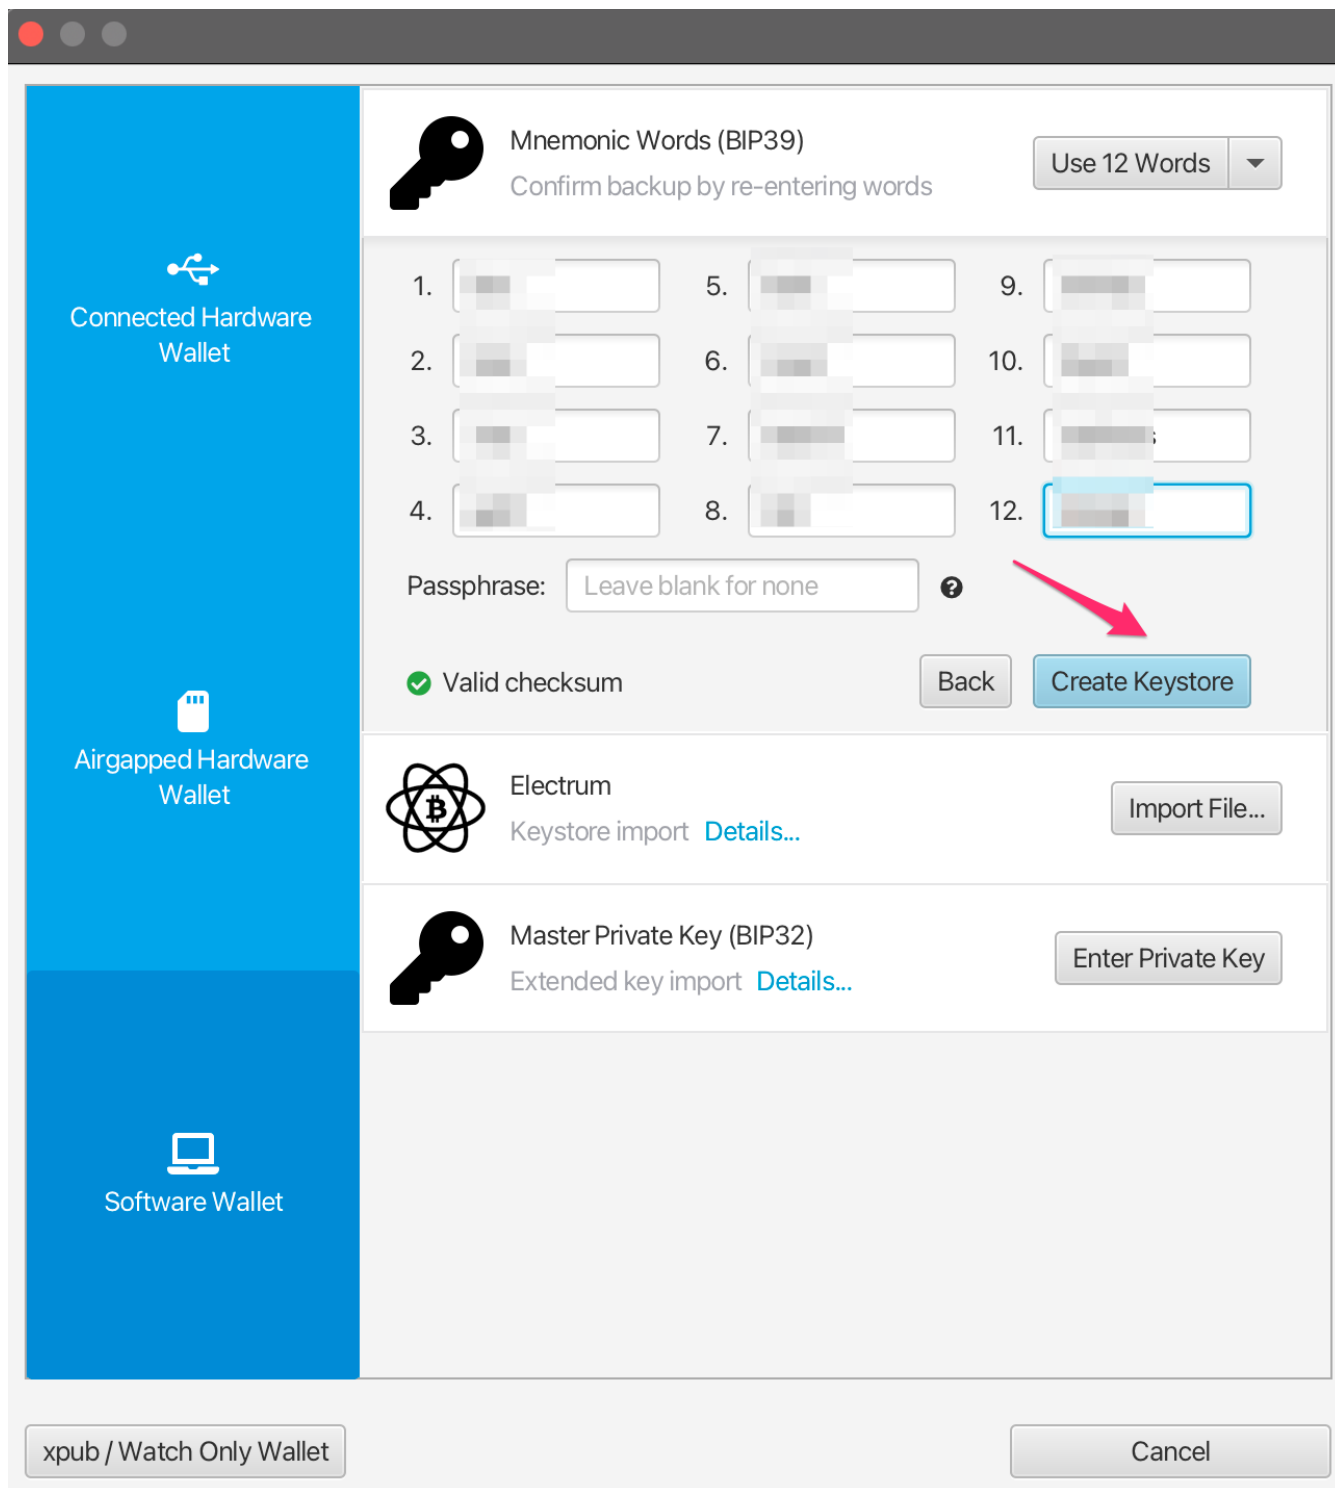 Connected Hardware
Wallet
Airgapped Hardware
Wallet
Software Wallet
Mnemonic Words (BIP39)
Confirm backup by re-entering words
Use 12 Words
1.
5.
9.
2.
6.
10.
3.
7.
11.
4.
8.
12.
Passphrase:
Leave blank for none
?
Valid checksum
Back
Create Keystore
Electrum
Keystore import Details...
Import File...
Master Private Key (BIP32)
Extended key import Details...
Enter Private Key
xpub / Watch Only Wallet
Cancel